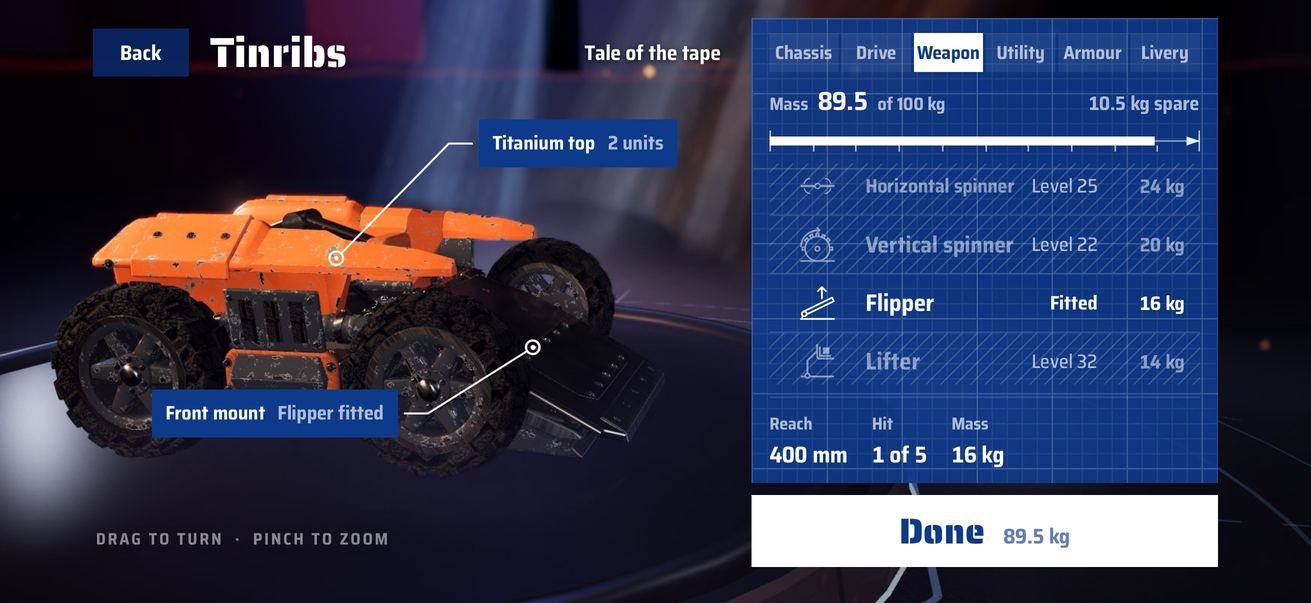 Back
Tinribs
Tale of the tape
Titanium top 2 units
Front mount Flipper fitted
DRAG TO TURN · PINCH TO ZOOM
Chassis Drive Weapon Utility Armour Livery
Mass 89.5 of 100 kg 10.5 kg spare
Horizontal spinner Level 25 24 kg
Vertical spinner Level 22 20 kg
Flipper Fitted 16 kg
Lifter Level 32 14 kg
Reach Hit Mass
400 mm 1 of 5 16 kg
Done 89.5 kg